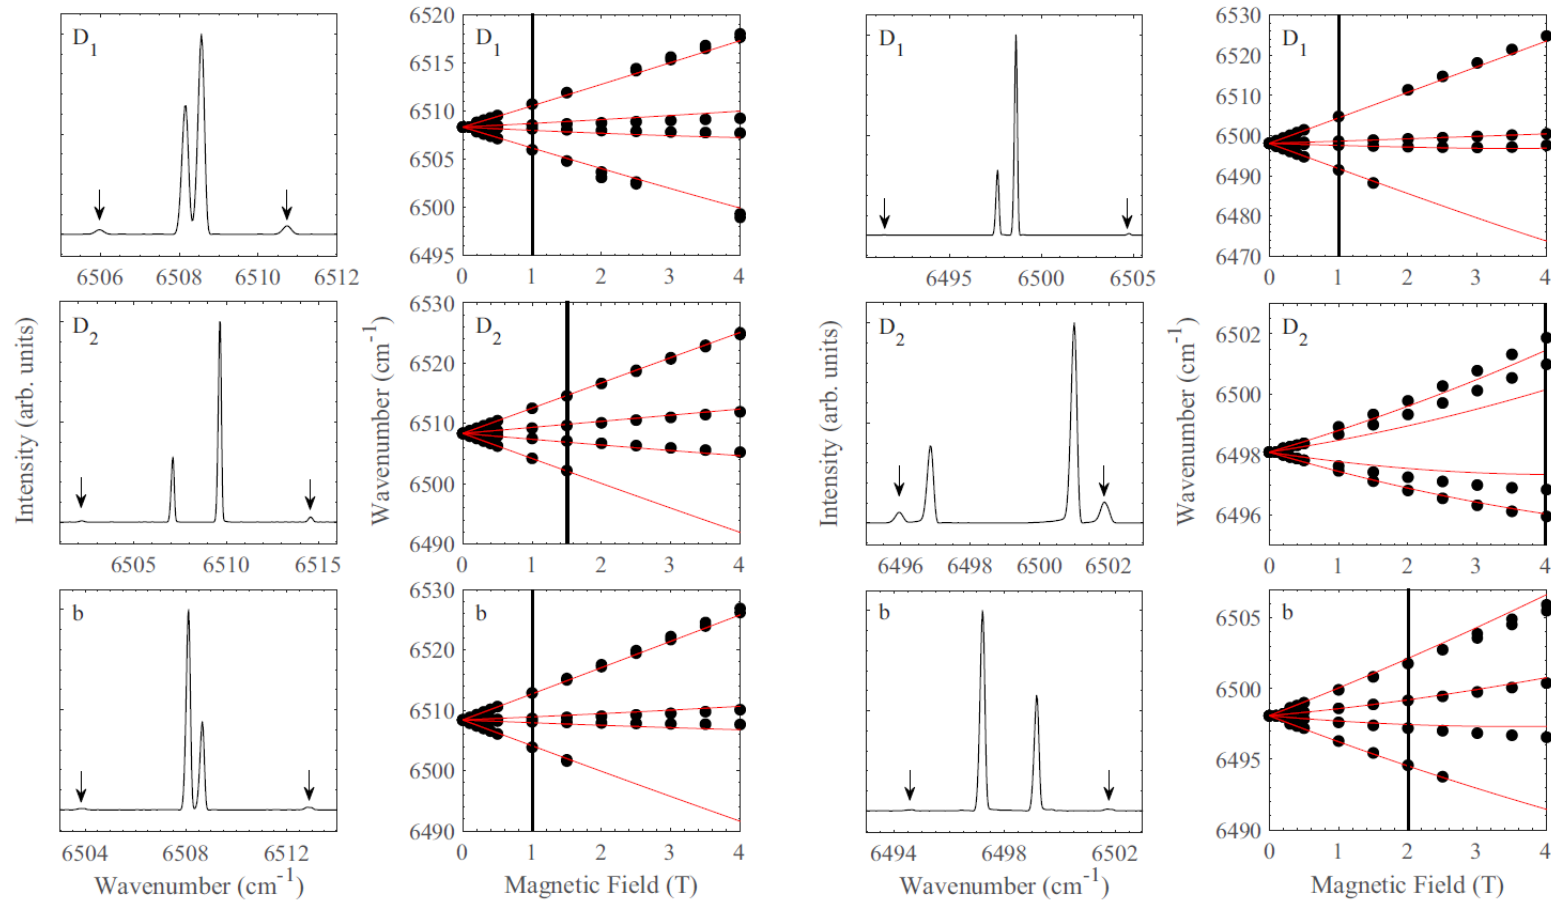 D1
6506 6508 6510 6512
D1
6520
6515
6510
6505
6500
6495
0 1 2 3 4
D1
6495 6500 6505
D1
6530
6520
6510
6500
6490
6480
6470
0 1 2 3 4
Intensity (arb. units)
D2
6505 6510 6515
Wavenumber (cm-1)
D2
6530
6520
6510
6500
6490
0 1 2 3 4
Intensity (arb. units)
D2
6496 6498 6500 6502
Wavenumber (cm-1)
D2
6502
6500
6498
6496
0 1 2 3 4
b
6504 6508 6512
Wavenumber (cm-1)
b
6530
6520
6510
6500
6490
0 1 2 3 4
Magnetic Field (T)
b
6494 6498 6502
Wavenumber (cm-1)
b
6505
6500
6495
6490
0 1 2 3 4
Magnetic Field (T)